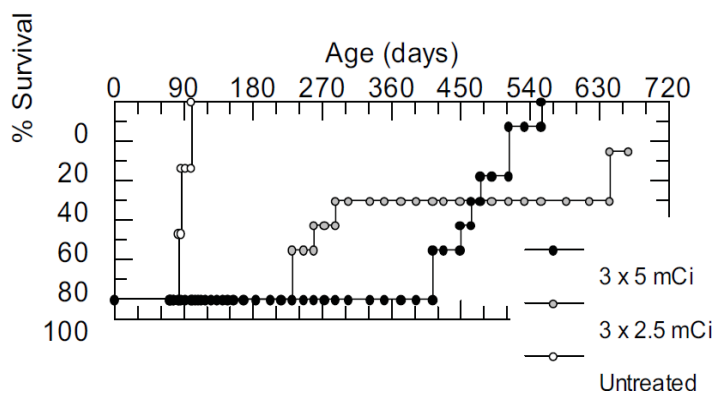 Age (days)
0 90 180 270 360 450 540 630 720
% Survival
0
20
40
60
80
100
3 x 5 mCi
3 x 2.5 mCi
Untreated